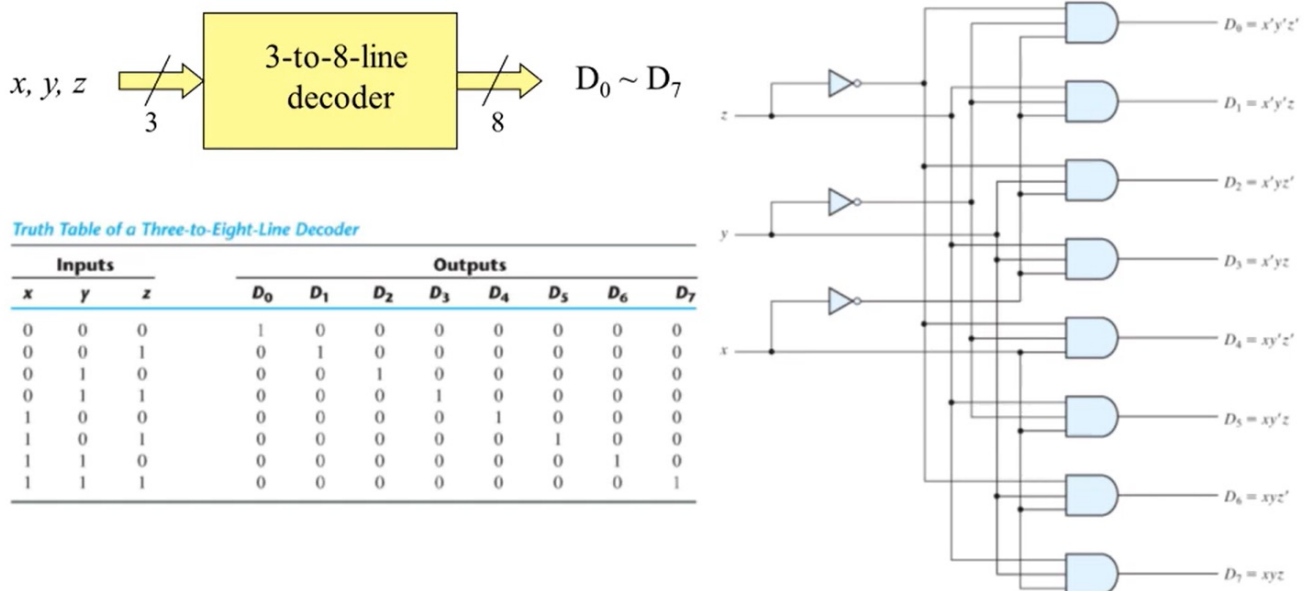 3-to-8-line
decoder
x, y, z
3
D₀ ~ D₇
8
Truth Table of a Three-to-Eight-Line Decoder
Inputs Outputs
x y z D₀ D₁ D₂ D₃ D₄ D₅ D₆ D₇
0 0 0 1 0 0 0 0 0 0 0
0 0 1 0 1 0 0 0 0 0 0
0 1 0 0 0 1 0 0 0 0 0
0 1 1 0 0 0 1 0 0 0 0
1 0 0 0 0 0 0 1 0 0 0
1 0 1 0 0 0 0 0 1 0 0
1 1 0 0 0 0 0 0 0 1 0
1 1 1 0 0 0 0 0 0 0 1
z
y
x
D₀ = x'y'z'
D₁ = x'y'z
D₂ = x'yz'
D₃ = x'yz
D₄ = xy'z'
D₅ = xy'z
D₆ = xyz'
D₇ = xyz